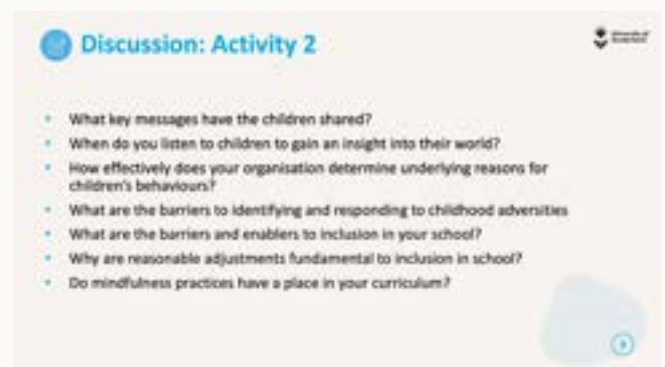 Discussion: Activity 2
University of
Sunderland
What key messages have the children shared?
When do you listen to children to gain an insight into their world?
How effectively does your organisation determine underlying reasons for
children's behaviours?
What are the barriers to identifying and responding to childhood adversities
What are the barriers and enablers to inclusion in your school?
Why are reasonable adjustments fundamental to inclusion in school?
Do mindfulness practices have a place in your curriculum?